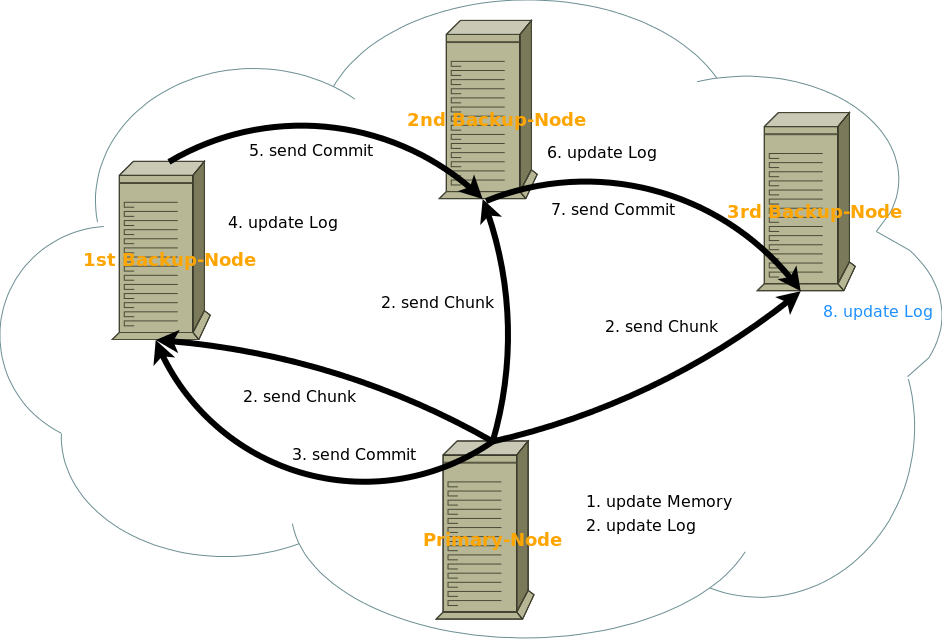 2nd Backup-Node
5. send Commit
6. update Log
7. send Commit
3rd Backup-Node
4. update Log
1st Backup-Node
2. send Chunk
8. update Log
2. send Chunk
2. send Chunk
3. send Commit
1. update Memory
2. update Log
Primary-Node